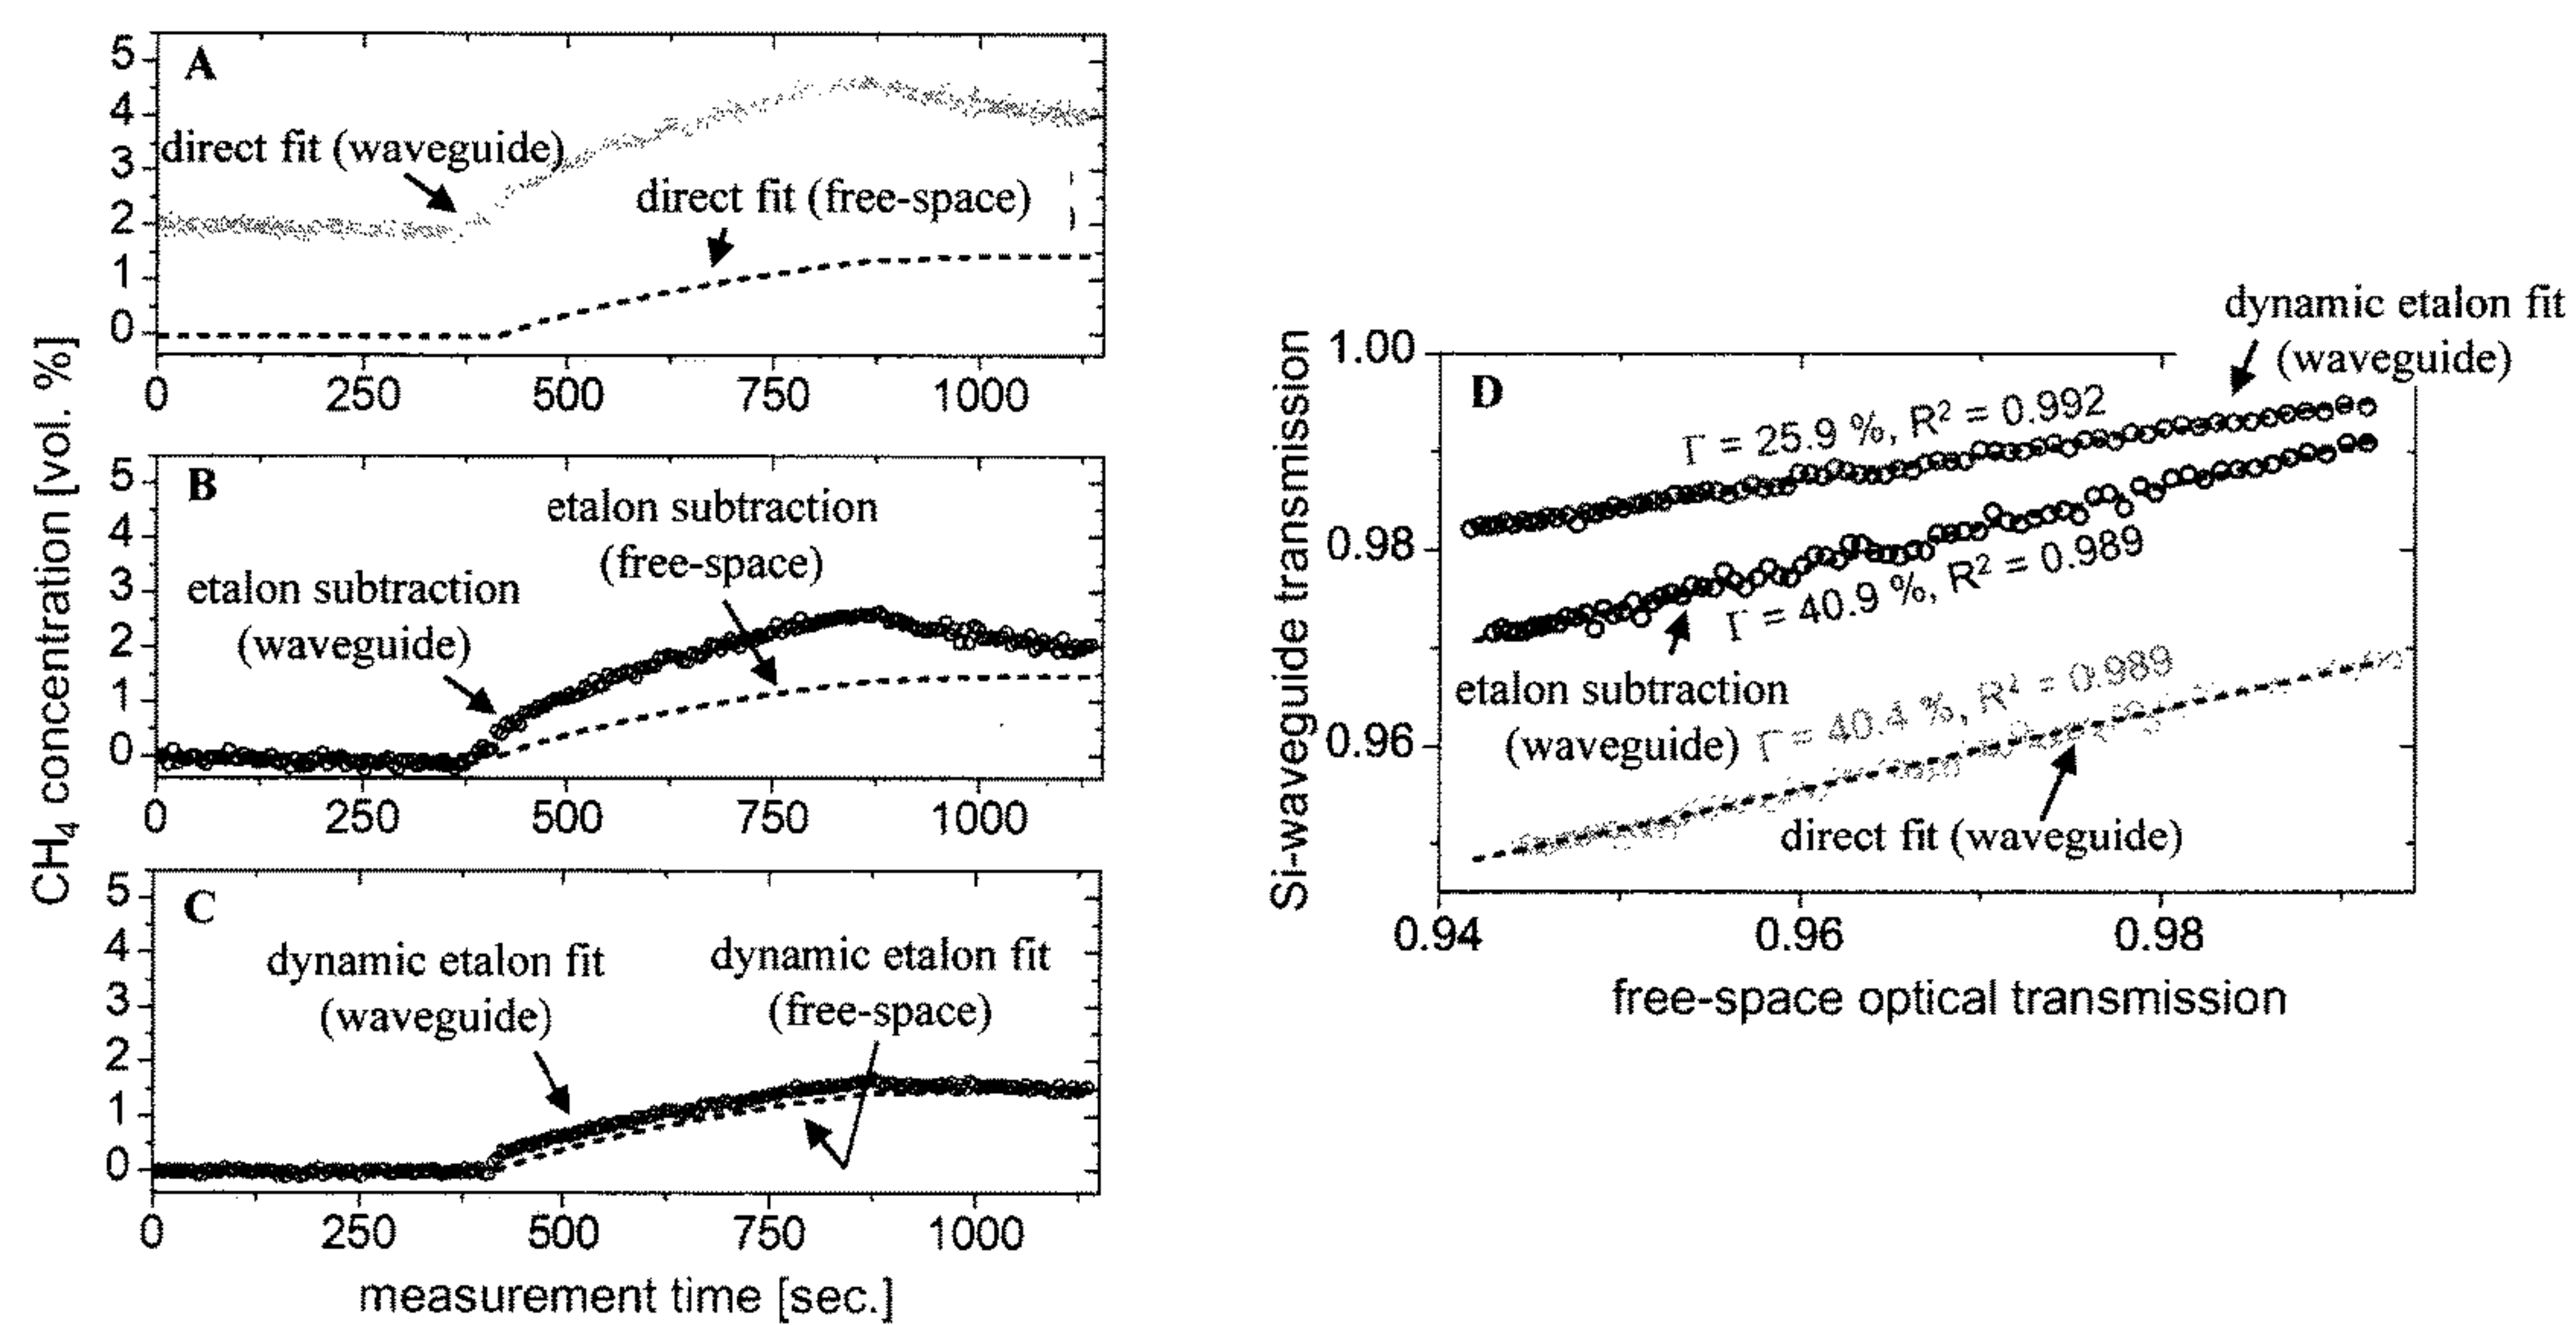 CH₄ concentration [vol. %]
A
5
4
3
2
1
0
direct fit (waveguide)
direct fit (free-space)
0 250 500 750 1000
B
5
4
3
2
1
0
etalon subtraction
(free-space)
etalon subtraction
(waveguide)
0 250 500 750 1000
C
5
4
3
2
1
0
dynamic etalon fit
(waveguide)
dynamic etalon fit
(free-space)
0 250 500 750 1000
measurement time [sec.]
Si-waveguide transmission
1.00
0.98
0.96
D
dynamic etalon fit
(waveguide)
Γ = 25.9 %, R² = 0.992
Γ = 40.9 %, R² = 0.989
etalon subtraction
(waveguide)
Γ = 40.4 %, R² = 0.989
direct fit (waveguide)
0.94 0.96 0.98
free-space optical transmission